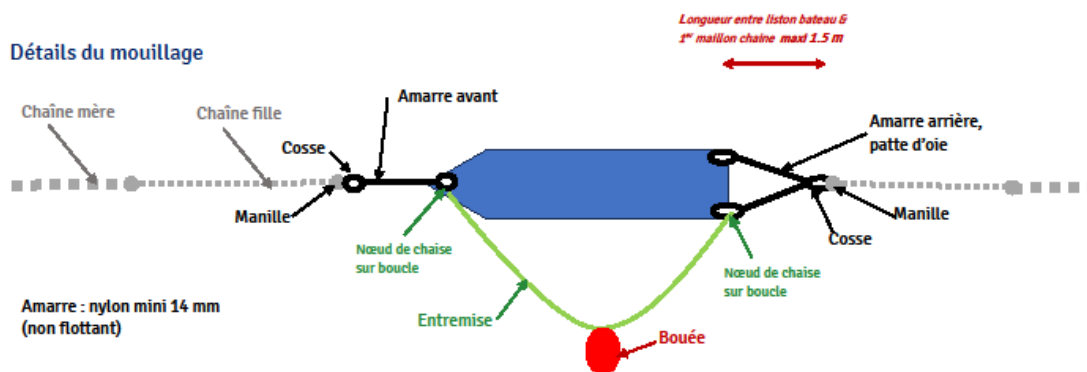 Longueur entre liston bateau &
1er maillon chaine maxi 1.5 m
Détails du mouillage
Chaîne mère
Chaîne fille
Amarre avant
Amarre arrière,
patte d'oie
Cosse
Manille
Manille
Cosse
Nœud de chaise
sur boucle
Nœud de chaise
sur boucle
Amarre : nylon mini 14 mm
(non flottant)
Entremise
Bouée